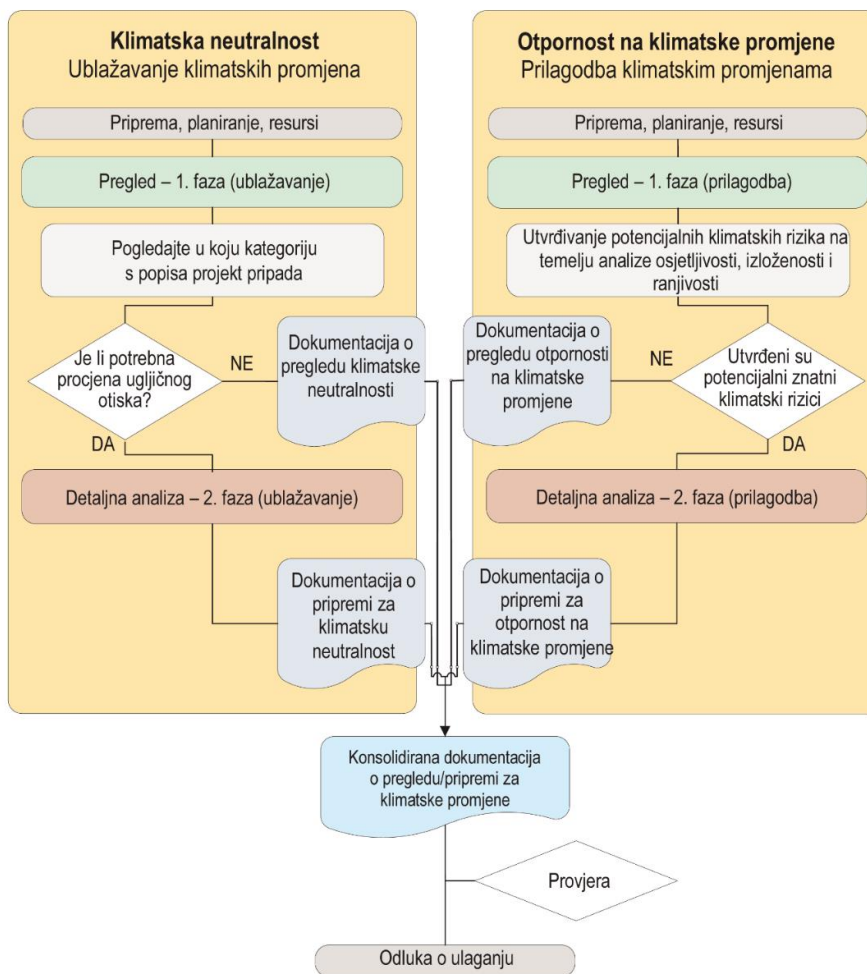 Klimatska neutralnost
Ublažavanje klimatskih promjena
Priprema, planiranje, resursi
Pregled – 1. faza (ublažavanje)
Pogledajte u koju kategoriju
s popisa projekt pripada
Je li potrebna
procjena ugljičnog
otiska?
NE
Dokumentacija o
pregledu klimatske
neutralnosti
DA
Detaljna analiza – 2. faza (ublažavanje)
Dokumentacija o
pripremi za
klimatsku
neutralnost
Otpornost na klimatske promjene
Prilagodba klimatskim promjenama
Priprema, planiranje, resursi
Pregled – 1. faza (prilagodba)
Utvrđivanje potencijalnih klimatskih rizika na
temelju analize osjetljivosti, izloženosti i
ranjivosti
Dokumentacija o
pregledu otpornosti
na klimatske
promjene
NE
Utvrđeni su
potencijalni znatni
klimatski rizici
DA
Detaljna analiza – 2. faza (prilagodba)
Dokumentacija o
pripremi za
otpornost na
klimatske promjene
Konsolidirana dokumentacija
o pregledu/pripremi za
klimatske promjene
Provjera
Odluka o ulaganju